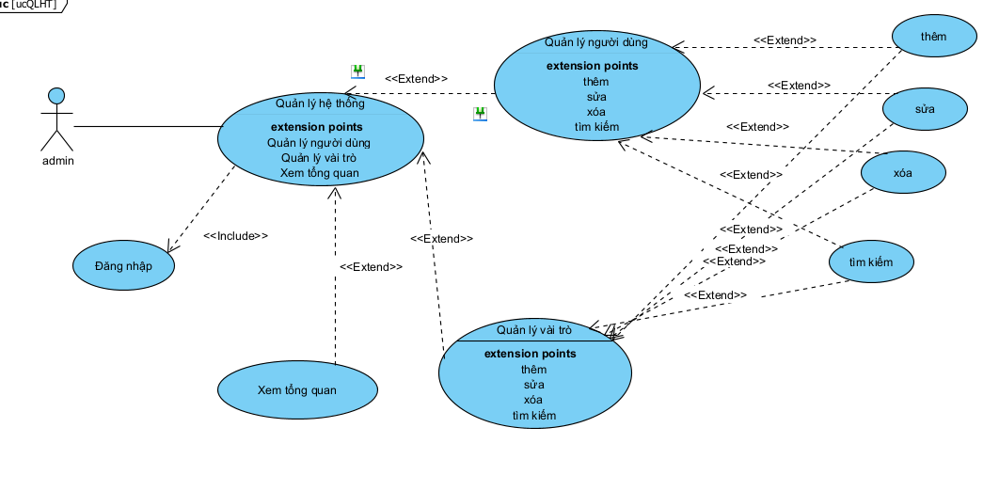 uc [ucQLHT]
admin
Quản lý hệ thống
extension points
Quản lý người dùng
Quản lý vài trò
Xem tổng quan
<<Extend>>
Quản lý người dùng
extension points
thêm
sửa
xóa
tìm kiếm
<<Extend>>
thêm
<<Extend>>
sửa
<<Extend>>
xóa
<<Extend>>
tìm kiếm
<<Extend>>
<<Extend>>
<<Extend>>
<<Extend>>
<<Include>>
Đăng nhập
<<Extend>>
<<Extend>>
Xem tổng quan
Quản lý vài trò
extension points
thêm
sửa
xóa
tìm kiếm